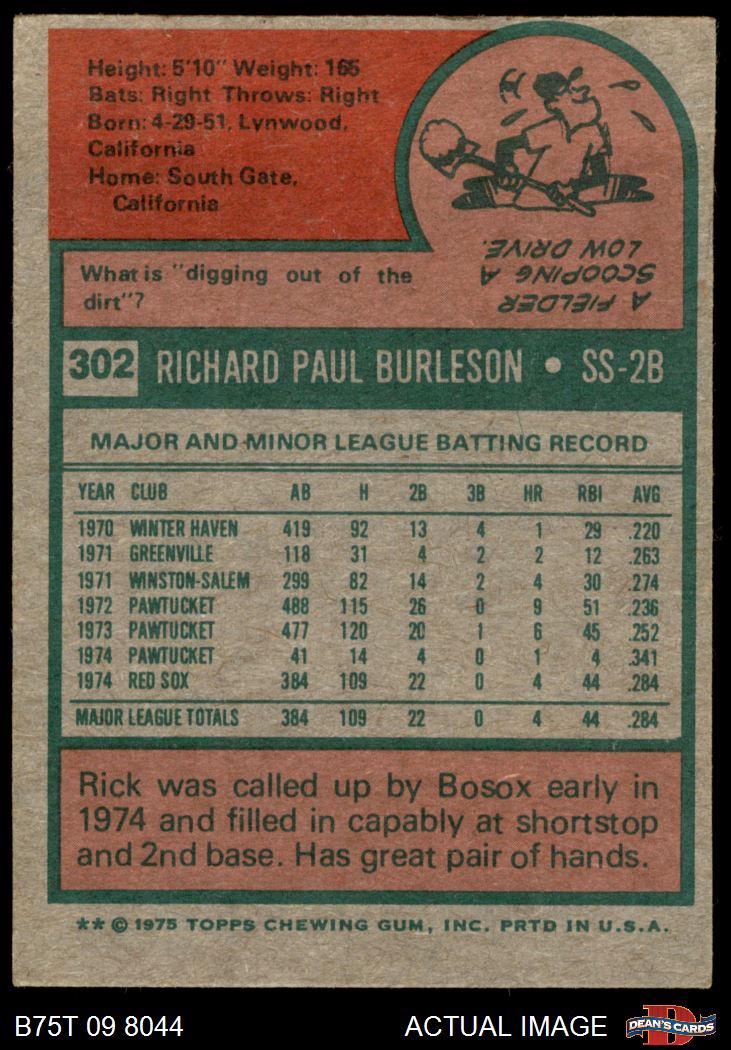 Height: 5'10" Weight: 165
Bats: Right Throws: Right
Born: 4-29-51, Lynwood,
California
Home: South Gate,
California
What is "digging out of the
dirt"?
A FIELDER
SCOOPING A
LOW DRIVE.
302 RICHARD PAUL BURLESON • SS-2B
MAJOR AND MINOR LEAGUE BATTING RECORD
YEAR CLUB AB H 2B 3B HR RBI AVG
1970 WINTER HAVEN 419 92 13 4 1 29 .220
1971 GREENVILLE 118 31 4 2 2 12 .263
1971 WINSTON-SALEM 299 82 14 2 4 30 .274
1972 PAWTUCKET 488 115 26 0 9 51 .236
1973 PAWTUCKET 477 120 20 1 6 45 .252
1974 PAWTUCKET 41 14 4 0 1 4 .341
1974 RED SOX 384 109 22 0 4 44 .284
MAJOR LEAGUE TOTALS 384 109 22 0 4 44 .284
Rick was called up by Bosox early in
1974 and filled in capably at shortstop
and 2nd base. Has great pair of hands.
** © 1975 TOPPS CHEWING GUM, INC. PRTD IN U.S.A.
B75T 09 8044 ACTUAL IMAGE DEAN'S CARDS